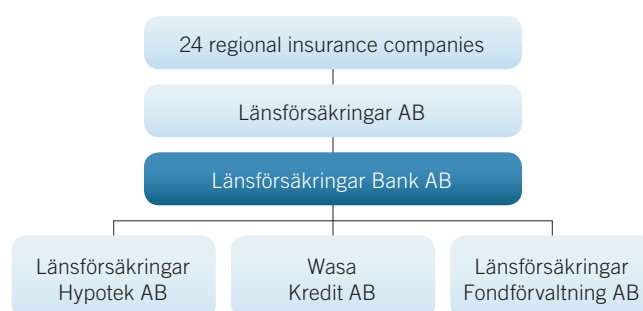 24 regional insurance companies
Länsförsäkringar AB
Länsförsäkringar Bank AB
Länsförsäkringar
Hypotek AB
Wasa
Kredit AB
Länsförsäkringar
Fondförvaltning AB